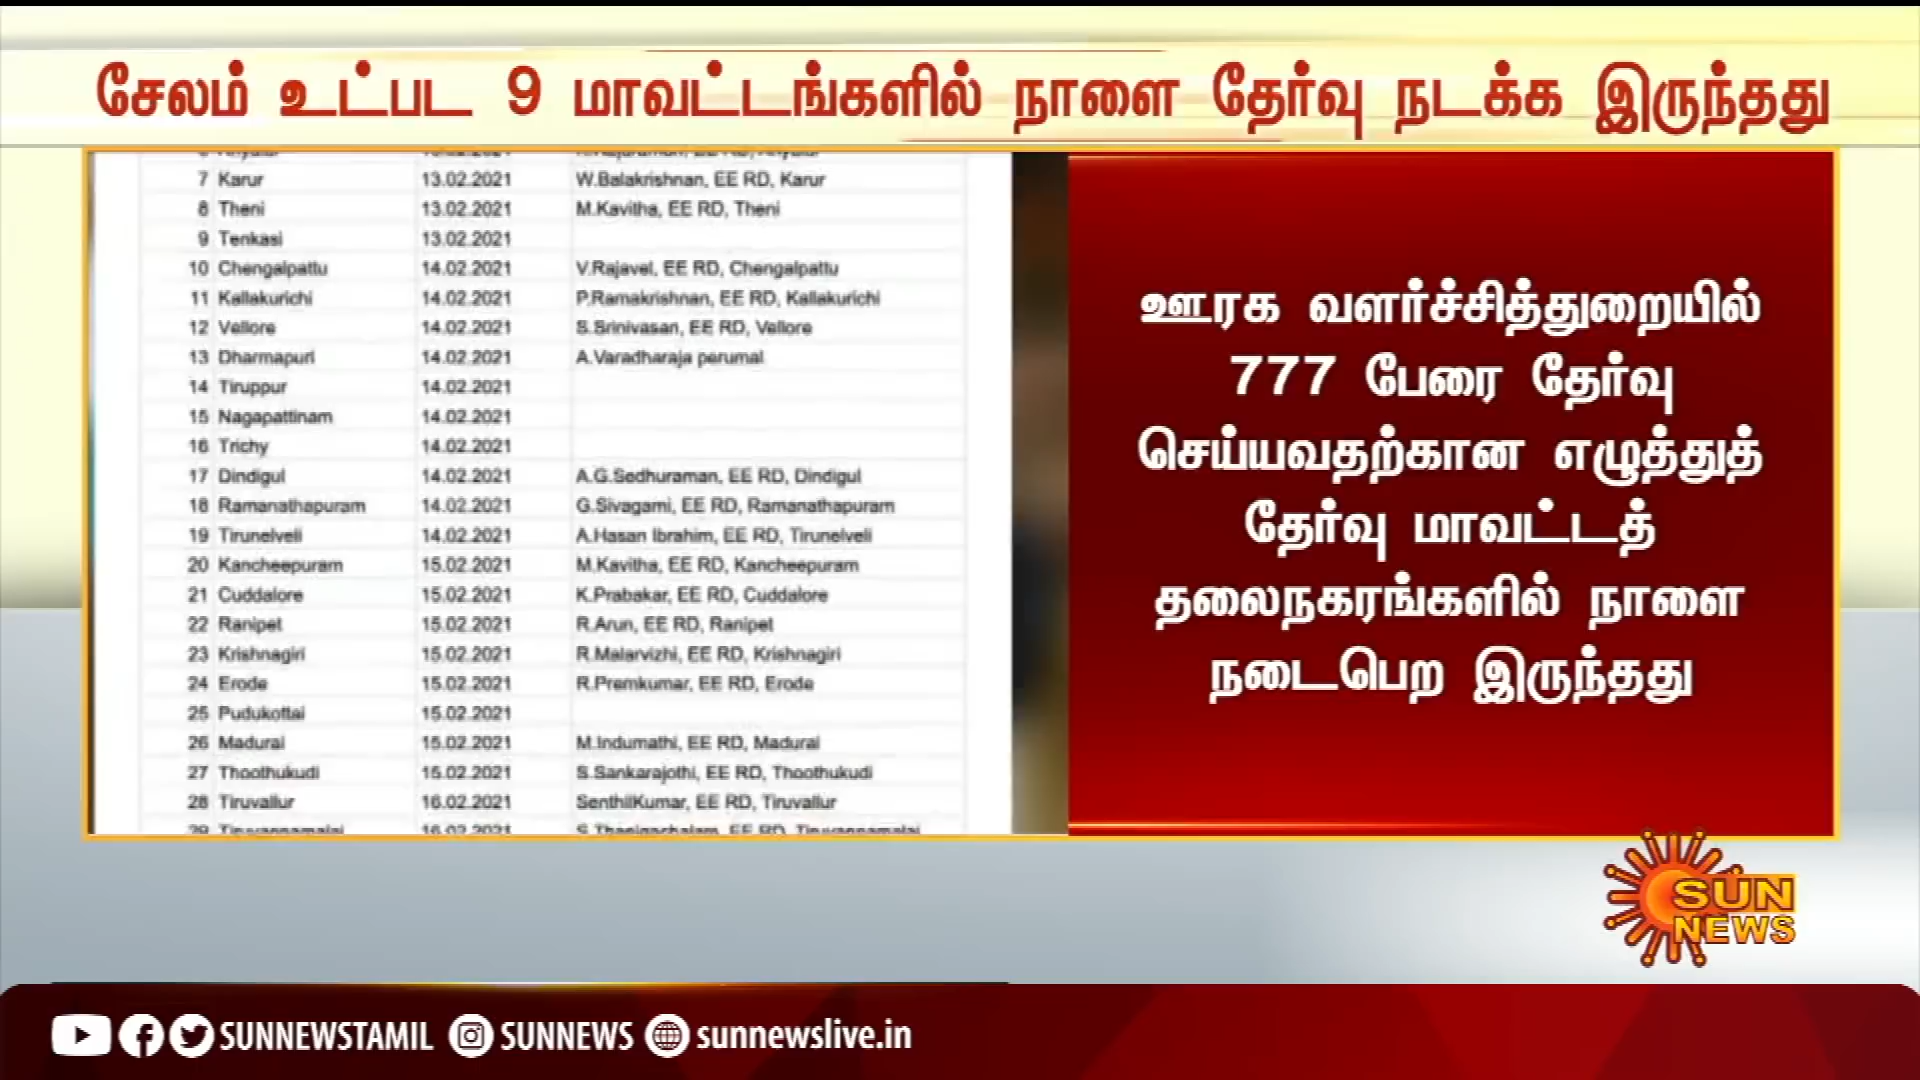 சேலம் உட்பட 9 மாவட்டங்களில் நாளை தேர்வு நடக்க இருந்தது
7 Karur 13.02.2021 W.Balakrishnan, EE RD, Karur
8 Theni 13.02.2021 M.Kavitha, EE RD, Theni
9 Tenkasi 13.02.2021
10 Chengalpattu 14.02.2021 V.Rajavel, EE RD, Chengalpattu
11 Kallakurichi 14.02.2021 P.Ramakrishnan, EE RD, Kallakurichi
12 Vellore 14.02.2021 S.Srinivasan, EE RD, Vellore
13 Dharmapuri 14.02.2021 A.Varadharaja perumal
14 Tiruppur 14.02.2021
15 Nagapattinam 14.02.2021
16 Trichy 14.02.2021
17 Dindigul 14.02.2021 A.G.Sedhuraman, EE RD, Dindigul
18 Ramanathapuram 14.02.2021 G.Sivagami, EE RD, Ramanathapuram
19 Tirunelveli 14.02.2021 A.Hasan Ibrahim, EE RD, Tirunelveli
20 Kancheepuram 15.02.2021 M.Kavitha, EE RD, Kancheepuram
21 Cuddalore 15.02.2021 K.Prabakar, EE RD, Cuddalore
22 Ranipet 15.02.2021 R.Arun, EE RD, Ranipet
23 Krishnagiri 15.02.2021 R.Malarvizhi, EE RD, Krishnagiri
24 Erode 15.02.2021 R.Premkumar, EE RD, Erode
25 Pudukottai 15.02.2021
26 Madurai 15.02.2021 M.Indumathi, EE RD, Madurai
27 Thoothukudi 15.02.2021 S.Sankarajothi, EE RD, Thoothukudi
28 Tiruvallur 16.02.2021 SenthilKumar, EE RD, Tiruvallur
29 Tiruvannamalai 16.02.2021 S.Thanigachalam, EE RD, Tiruvannamalai
ஊரக வளர்ச்சித்துறையில்
777 பேரை தேர்வு
செய்யவதற்கான எழுத்துத்
தேர்வு மாவட்டத்
தலைநகரங்களில் நாளை
நடைபெற இருந்தது
SUN
NEWS
SUNNEWSTAMIL SUNNEWS sunnewslive.in